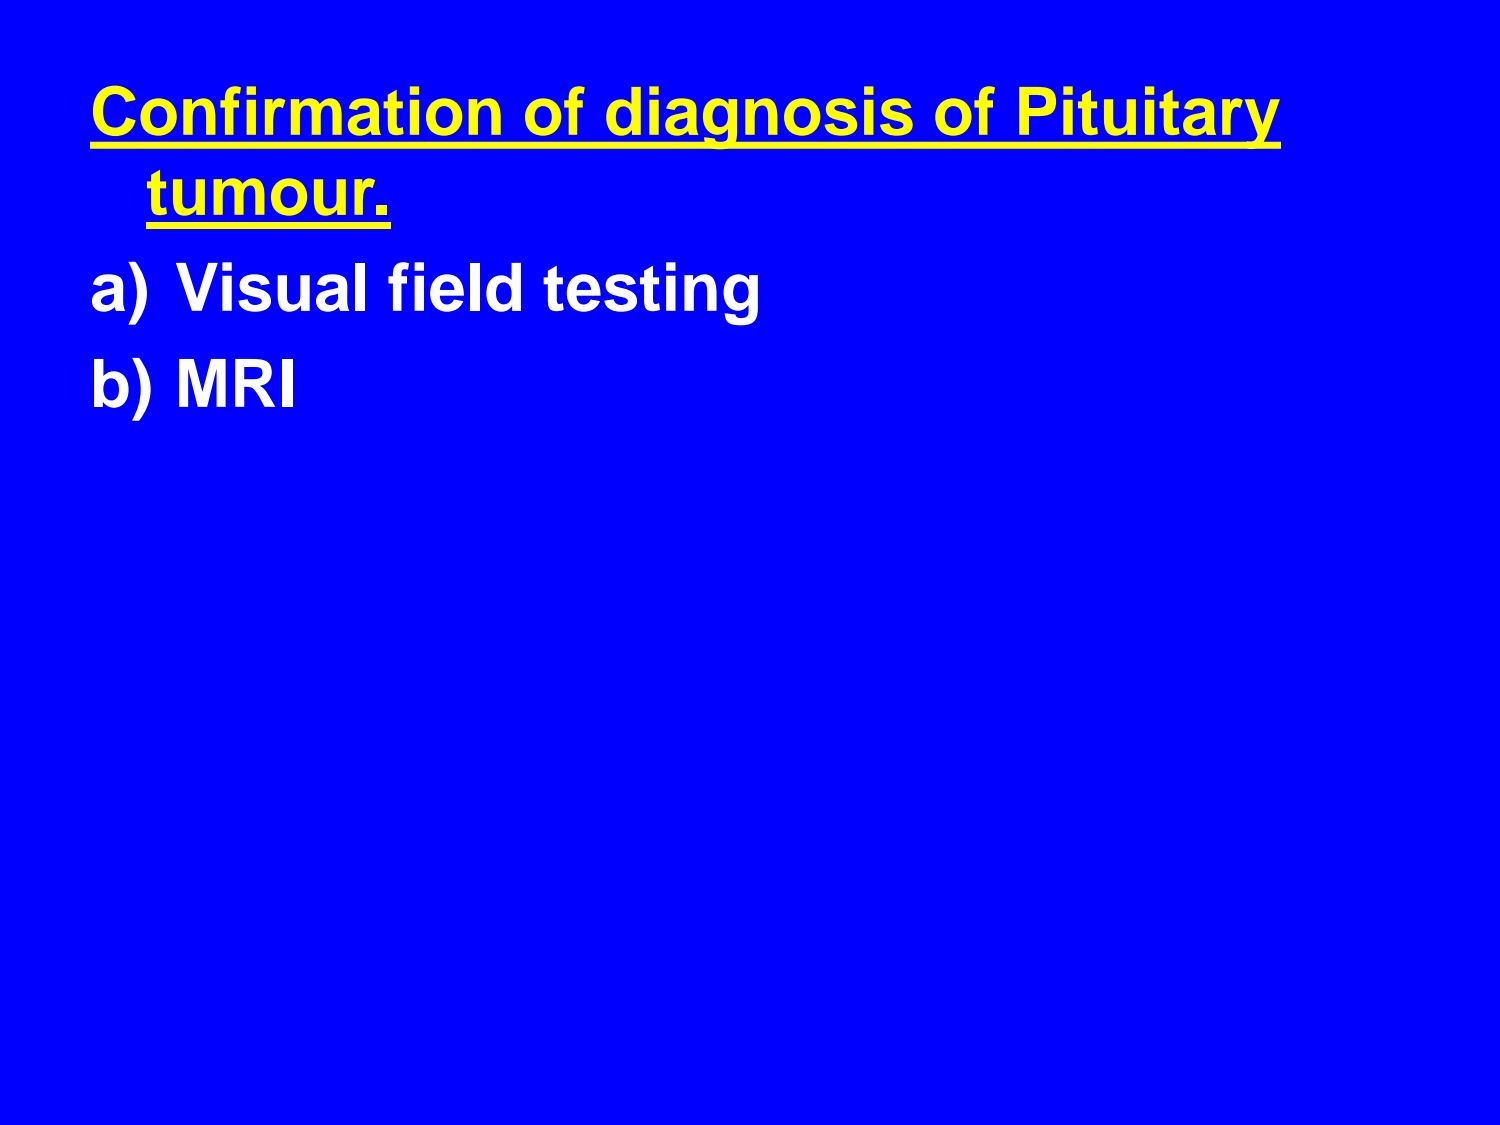 Confirmation of diagnosis of Pituitary
tumour.
a) Visual field testing
b) MRI